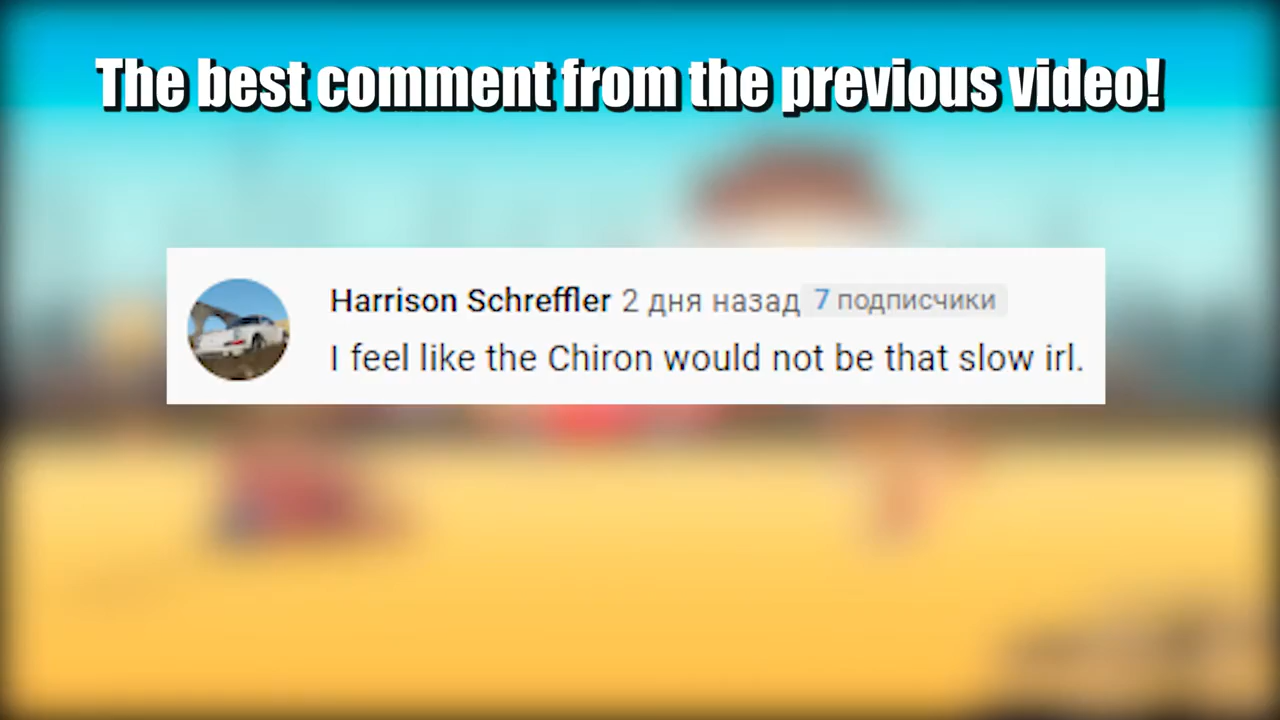 The best comment from the previous video!
Harrison Schreffler 2 дня назад 7 подписчики
I feel like the Chiron would not be that slow irl.